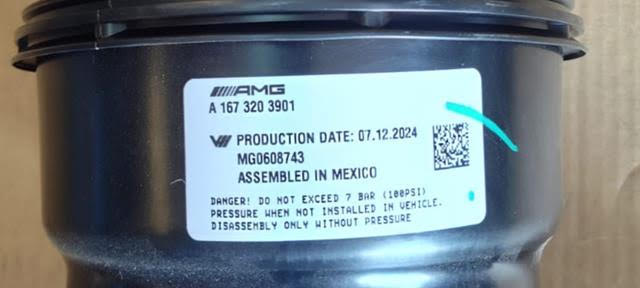 AMG
A 167 320 3901
PRODUCTION DATE: 07.12.2024
MG0608743
ASSEMBLED IN MEXICO
DANGER! DO NOT EXCEED 7 BAR (100PSI)
PRESSURE WHEN NOT INSTALLED IN VEHICLE.
DISASSEMBLY ONLY WITHOUT PRESSURE